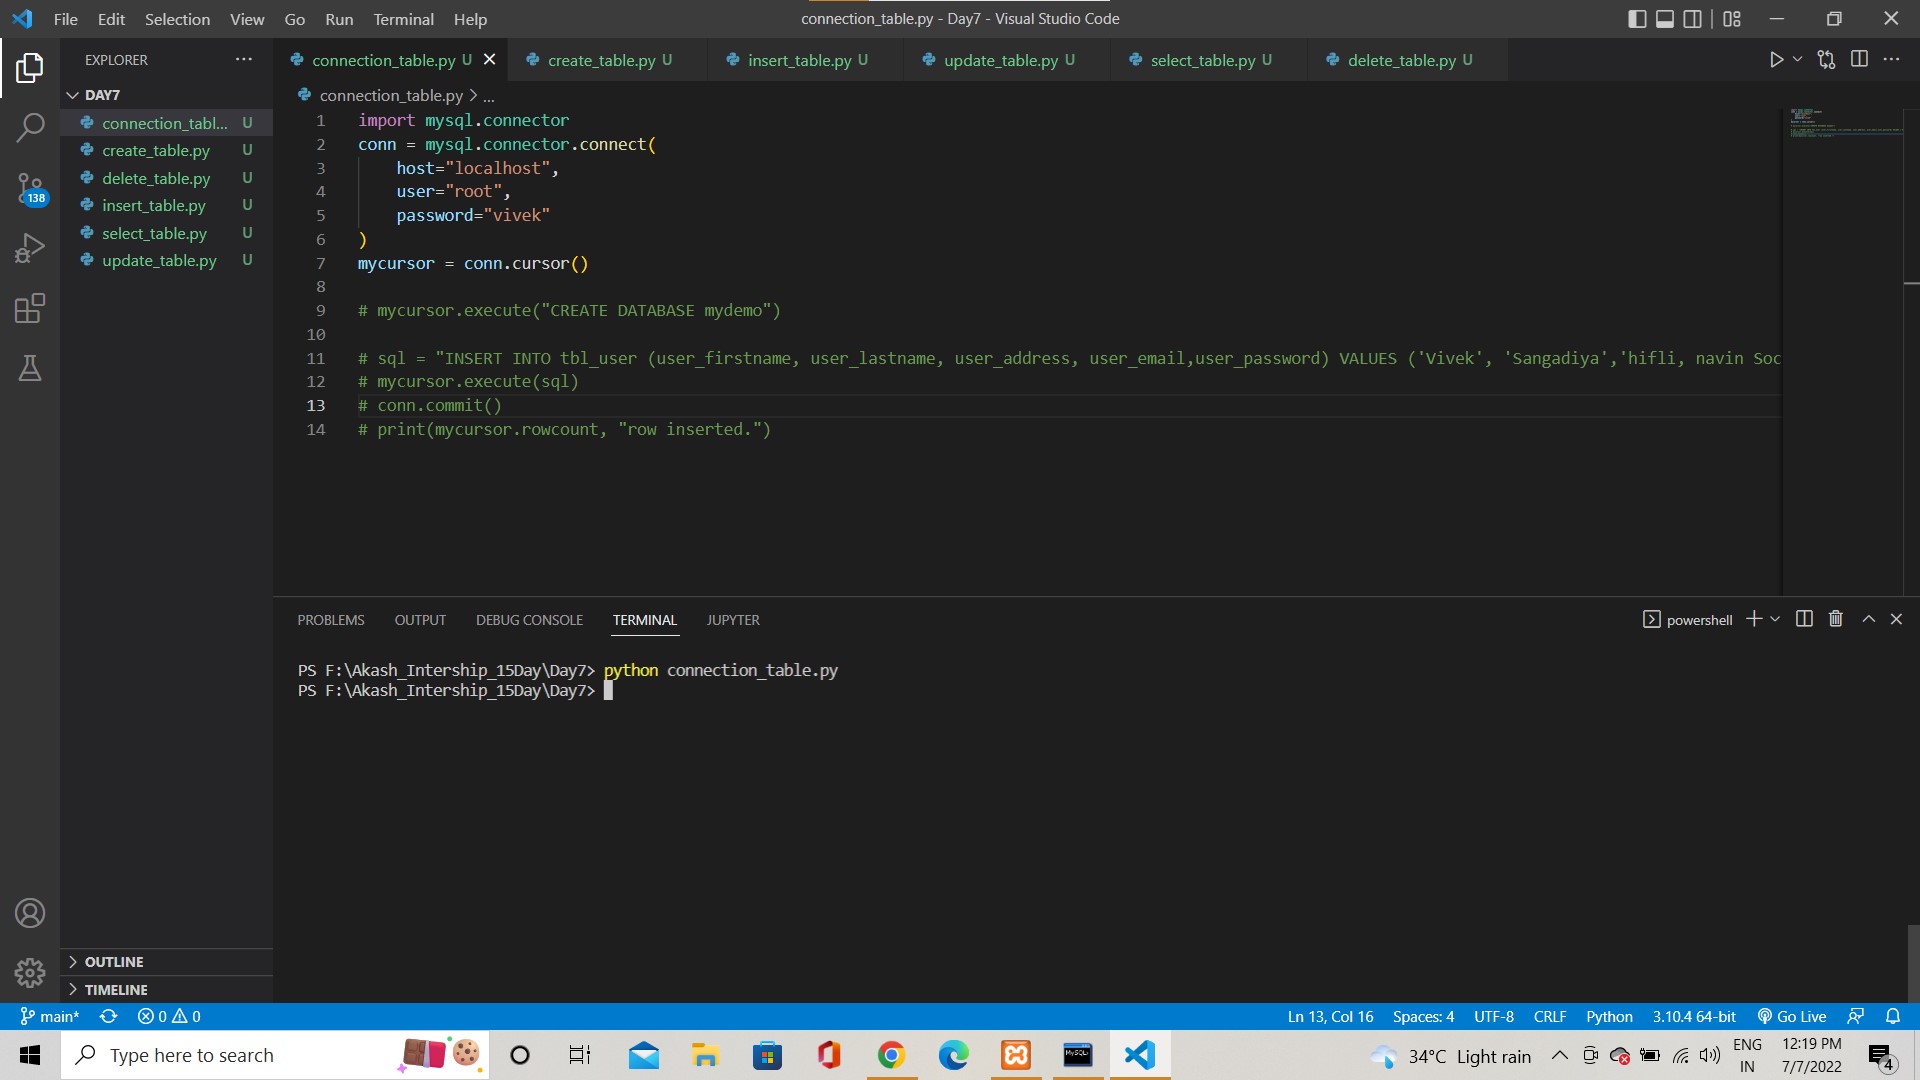 File Edit Selection View Go Run Terminal Help
connection_table.py - Day7 - Visual Studio Code
EXPLORER
DAY7
connection_tabl... U
create_table.py U
delete_table.py U
insert_table.py U
select_table.py U
update_table.py U
138
OUTLINE
TIMELINE
connection_table.py U create_table.py U insert_table.py U update_table.py U select_table.py U delete_table.py U
connection_table.py > ...
1 import mysql.connector
2 conn = mysql.connector.connect(
3 host="localhost",
4 user="root",
5 password="vivek"
6 )
7 mycursor = conn.cursor()
8
9 # mycursor.execute("CREATE DATABASE mydemo")
10
11 # sql = "INSERT INTO tbl_user (user_firstname, user_lastname, user_address, user_email,user_password) VALUES ('Vivek', 'Sangadiya','hifli, navin Soc
12 # mycursor.execute(sql)
13 # conn.commit()
14 # print(mycursor.rowcount, "row inserted.")
PROBLEMS OUTPUT DEBUG CONSOLE TERMINAL JUPYTER
powershell
PS F:\Akash_Intership_15Day\Day7> python connection_table.py
PS F:\Akash_Intership_15Day\Day7>
main* 0 0
Ln 13, Col 16 Spaces: 4 UTF-8 CRLF Python 3.10.4 64-bit Go Live
Type here to search
MySQL
34°C Light rain
ENG
IN
12:19 PM
7/7/2022
4